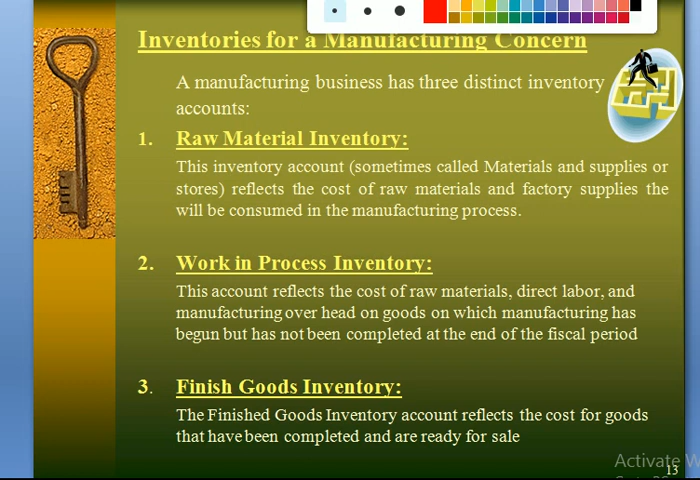 Inventories for a Manufacturing Concern
A manufacturing business has three distinct inventory
accounts:
1. Raw Material Inventory:
This inventory account (sometimes called Materials and supplies or
stores) reflects the cost of raw materials and factory supplies the
will be consumed in the manufacturing process.
2. Work in Process Inventory:
This account reflects the cost of raw materials, direct labor, and
manufacturing over head on goods on which manufacturing has
begun but has not been completed at the end of the fiscal period
3. Finish Goods Inventory:
The Finished Goods Inventory account reflects the cost for goods
that have been completed and are ready for sale
Activate W
13